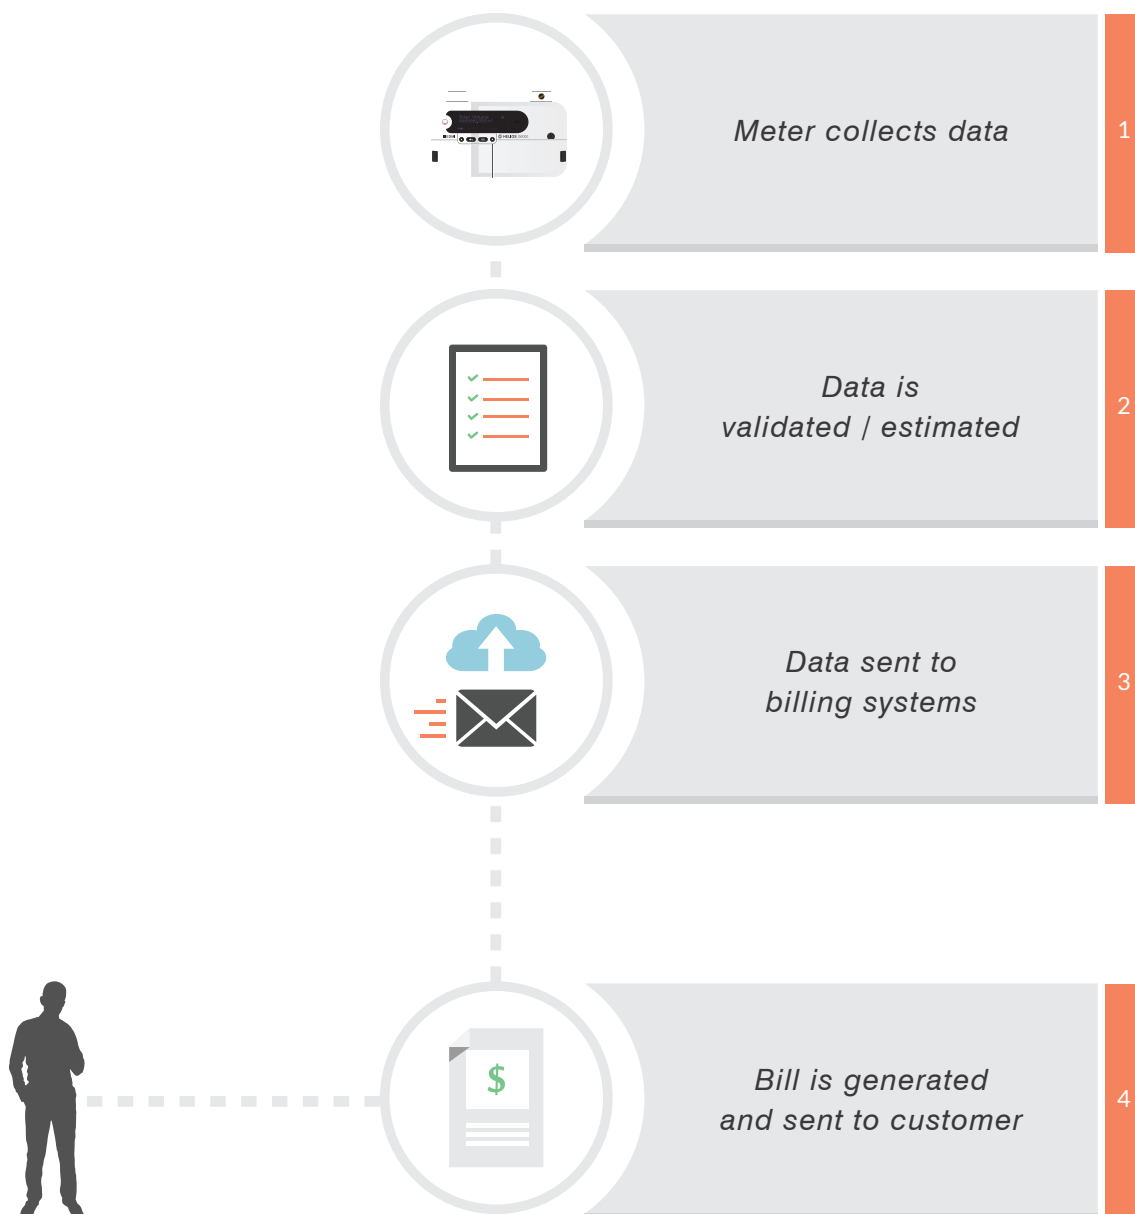 HELIOS
Meter collects data
1
Data is
validated / estimated
2
Data sent to
billing systems
3
$
Bill is generated
and sent to customer
4